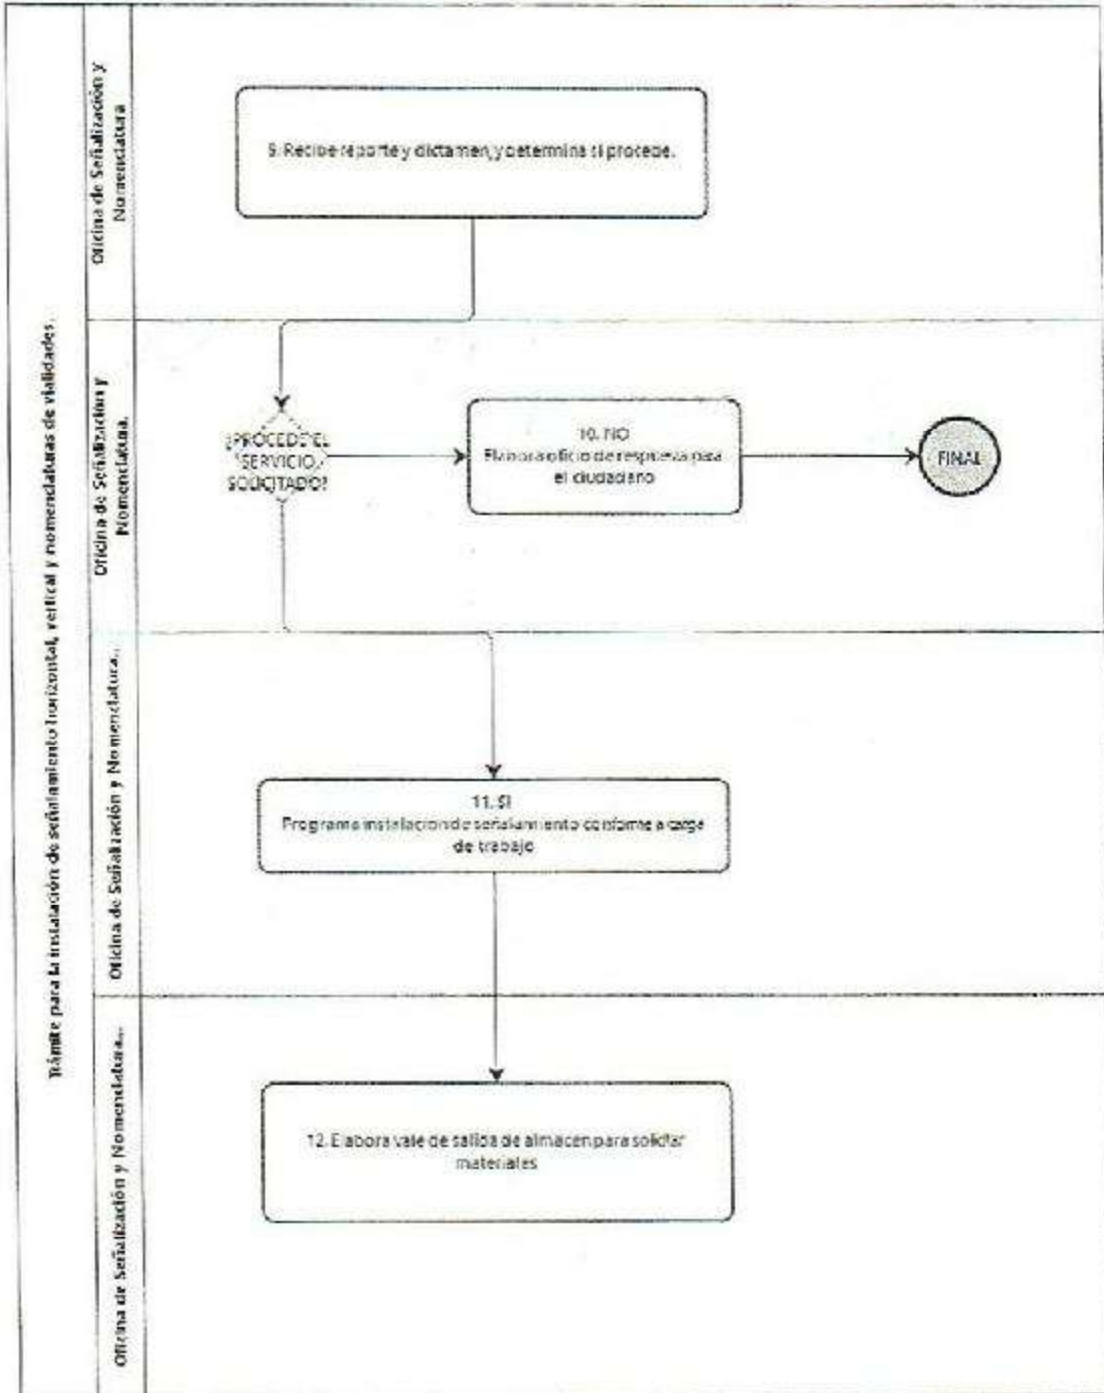 Trámite para la instalación de señalamiento horizontal, vertical y nomenclaturas de vialidades.
Oficina de Señalización y
Nomenclatura
9. Recibe reporte y dictamen, y determina si procede.
Oficina de Señalización y
Nomenclatura.
¿PROCEDE EL
SERVICIO
SOLICITADO?
10. NO
Elabora oficio de respuesta para
el ciudadano
FINAL
Oficina de Señalización y Nomenclatura..
11. SI
Programa instalación de señalamiento conforme a carga
de trabajo
Oficina de Señalización y Nomenclatura...
12. Elabora vale de salida de almacen para solicitar
materiales